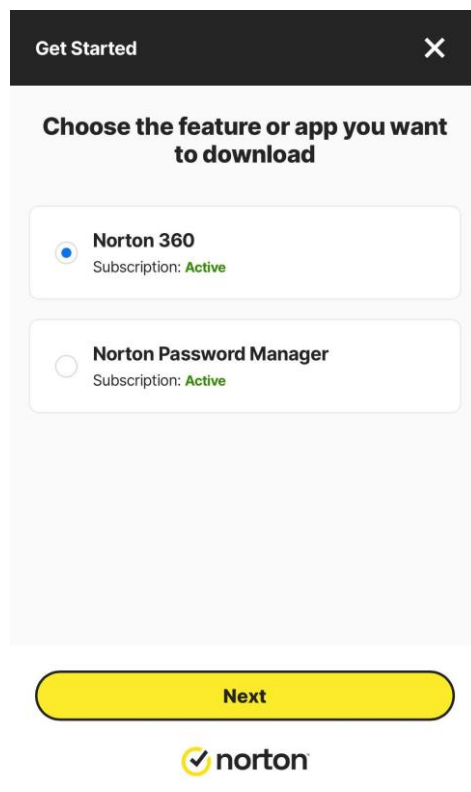 Get Started
Choose the feature or app you want
to download
Norton 360
Subscription: Active
Norton Password Manager
Subscription: Active
Next
norton